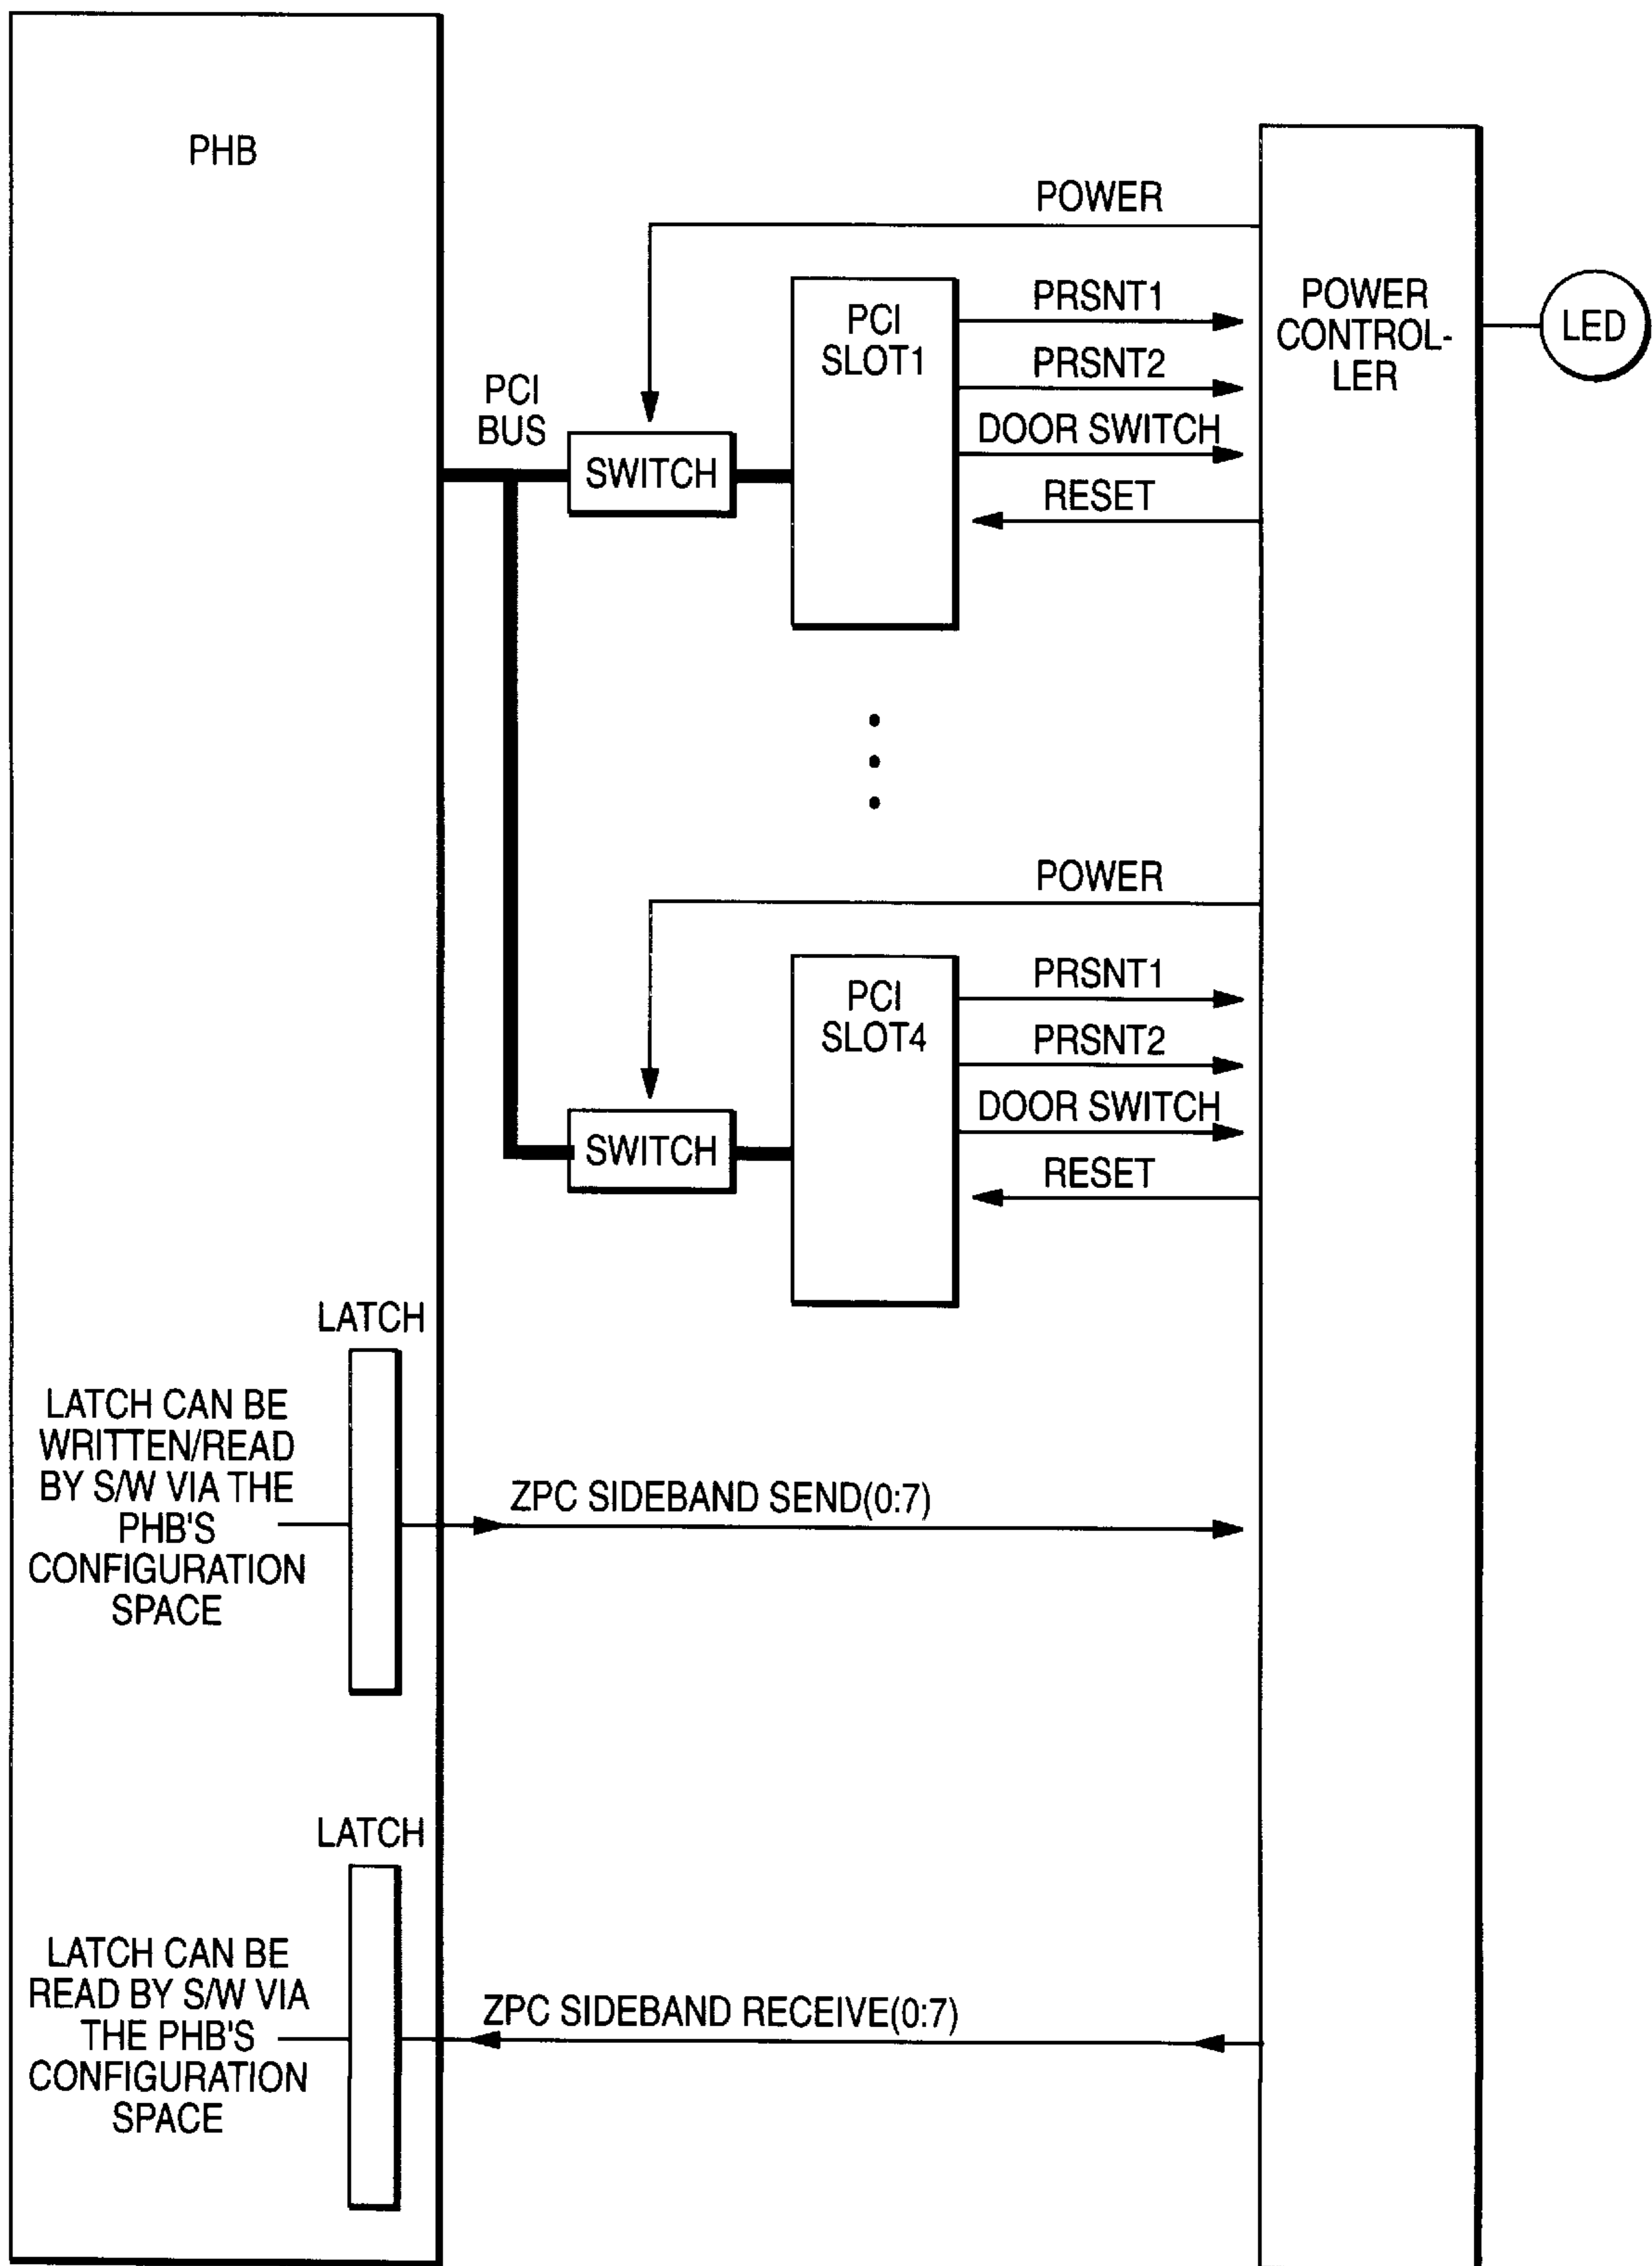 PHB
POWER
PCI
SLOT1
PRSNT1
PRSNT2
DOOR SWITCH
RESET
POWER
CONTROL-
LER
LED
PCI
BUS
SWITCH
POWER
PCI
SLOT4
PRSNT1
PRSNT2
DOOR SWITCH
RESET
SWITCH
LATCH
LATCH CAN BE
WRITTEN/READ
BY S/W VIA THE
PHB'S
CONFIGURATION
SPACE
ZPC SIDEBAND SEND(0:7)
LATCH
LATCH CAN BE
READ BY S/W VIA
THE PHB'S
CONFIGURATION
SPACE
ZPC SIDEBAND RECEIVE(0:7)